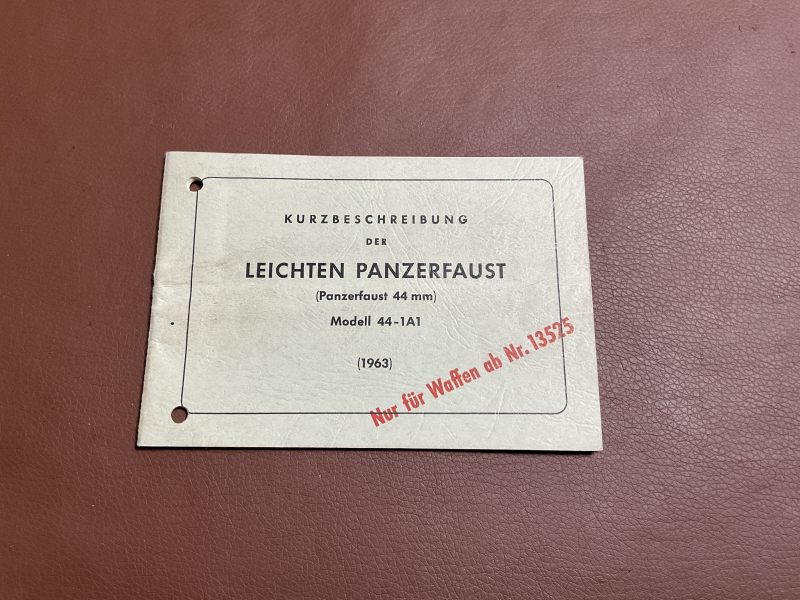 KURZBESCHREIBUNG
DER
LEICHTEN PANZERFAUST
(Panzerfaust 44 mm)
Modell 44-1A1
(1963)
Nur für Waffen ab Nr. 13525